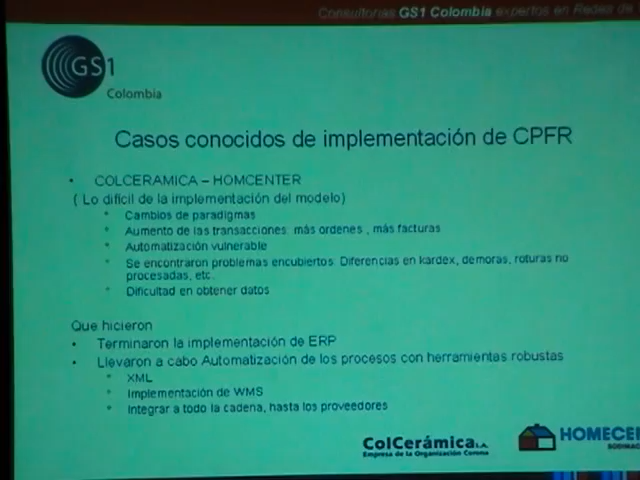 Consultorias GS1 Colombia expertos en Redes de
GS1
Colombia
Casos conocidos de implementación de CPFR
• COLCERAMICA – HOMCENTER
( Lo difícil de la implementación del modelo)
* Cambios de paradigmas
* Aumento de las transacciones: más ordenes , más facturas
* Automatización vulnerable
* Se encontraron problemas encubiertos Diferencias en kardex, demoras, roturas no
procesadas, etc.
* Dificultad en obtener datos
Que hicieron
• Terminaron la implementación de ERP
• Llevaron a cabo Automatización de los procesos con herramientas robustas
* XML
* Implementación de WMS
* Integrar a todo la cadena, hasta los proveedores
ColCerámica S.A.
Empresa de la Organización Corona
HOMECE
SODIMAC